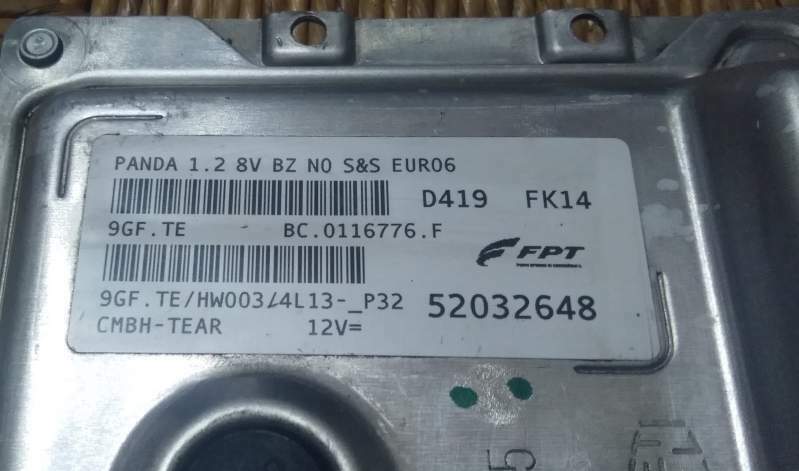 PANDA 1.2 8V BZ NO S&S EURO6
D419 FK14
9GF.TE BC.0116776.F
FPT
9GF.TE/HW003/4L13-_P32 52032648
CMBH-TEAR 12V=
5